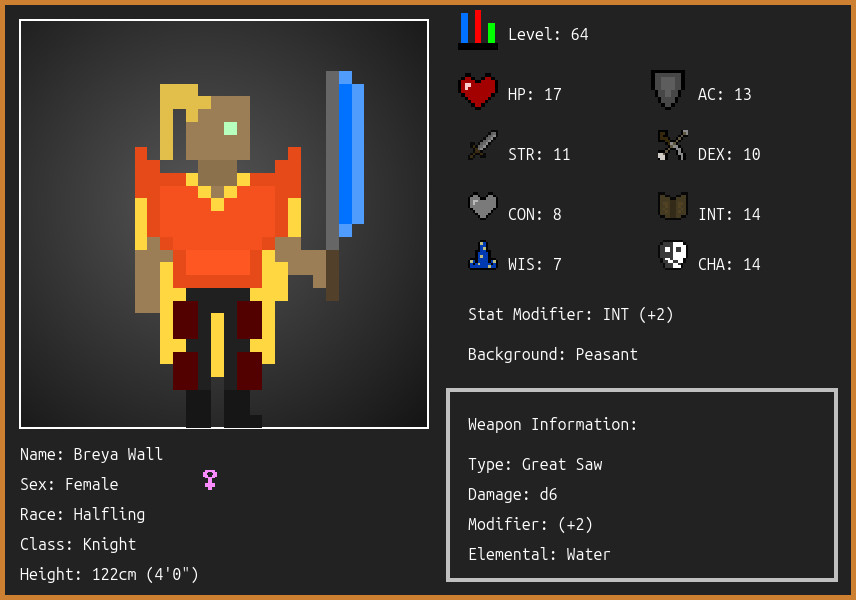 Level: 64
HP: 17
AC: 13
STR: 11
DEX: 10
CON: 8
INT: 14
WIS: 7
CHA: 14
Stat Modifier: INT (+2)
Background: Peasant
Weapon Information:
Type: Great Saw
Damage: d6
Modifier: (+2)
Elemental: Water
Name: Breya Wall
Sex: Female
Race: Halfling
Class: Knight
Height: 122cm (4'0")